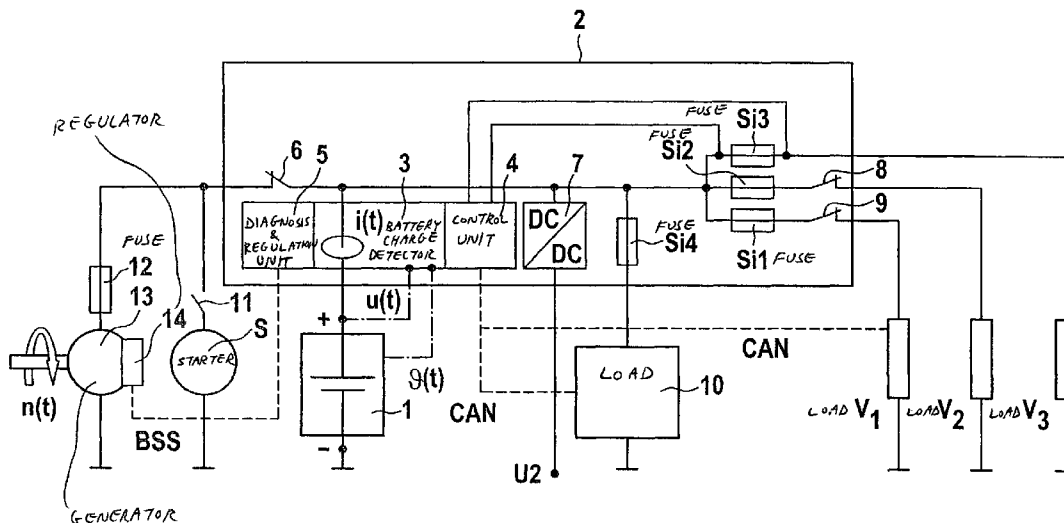 2
REGULATOR
6
5
3
4
7
FUSE
Si3
FUSE
Si2
8
9
DIAGNOSIS
&
REGULATION
UNIT
i(t) BATTERY
CHARGE
DETECTOR
CONTROL
UNIT
DC
DC
FUSE
Si4
Si1 FUSE
FUSE
12
13
14
11
S
STARTER
u(t)
+
n(t)
ϑ(t)
1
–
BSS
CAN
LOAD
10
CAN
U2
LOAD V1
LOAD V2
LOAD V3
GENERATOR